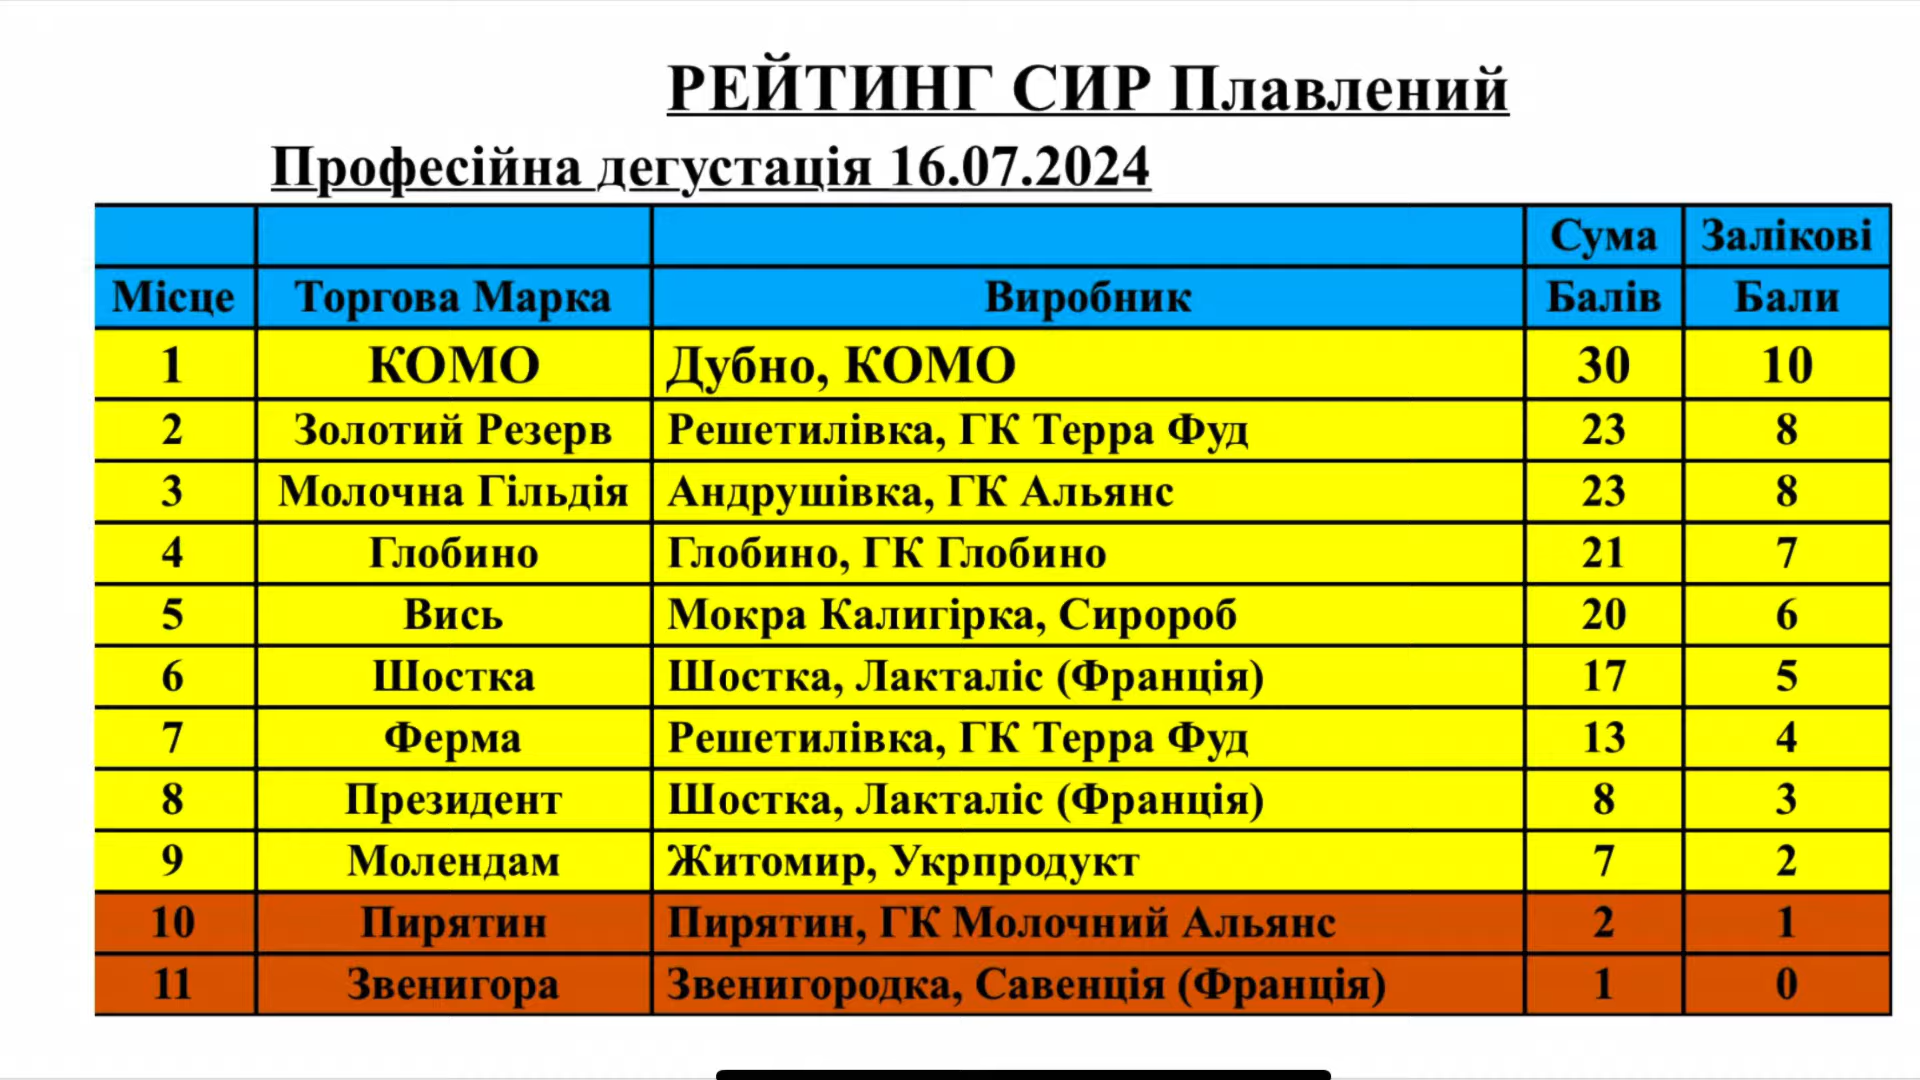 РЕЙТИНГ СИР Плавлений
Професійна дегустація 16.07.2024
Сума Залікові
Місце Торгова Марка Виробник Балів Бали
1 КОМО Дубно, КОМО 30 10
2 Золотий Резерв Решетилівка, ГК Терра Фуд 23 8
3 Молочна Гільдія Андрушівка, ГК Альянс 23 8
4 Глобино Глобино, ГК Глобино 21 7
5 Вись Мокра Калигірка, Сиророб 20 6
6 Шостка Шостка, Лакталіс (Франція) 17 5
7 Ферма Решетилівка, ГК Терра Фуд 13 4
8 Президент Шостка, Лакталіс (Франція) 8 3
9 Молендам Житомир, Укрпродукт 7 2
10 Пирятин Пирятин, ГК Молочний Альянс 2 1
11 Звенигора Звенигородка, Савенція (Франція) 1 0